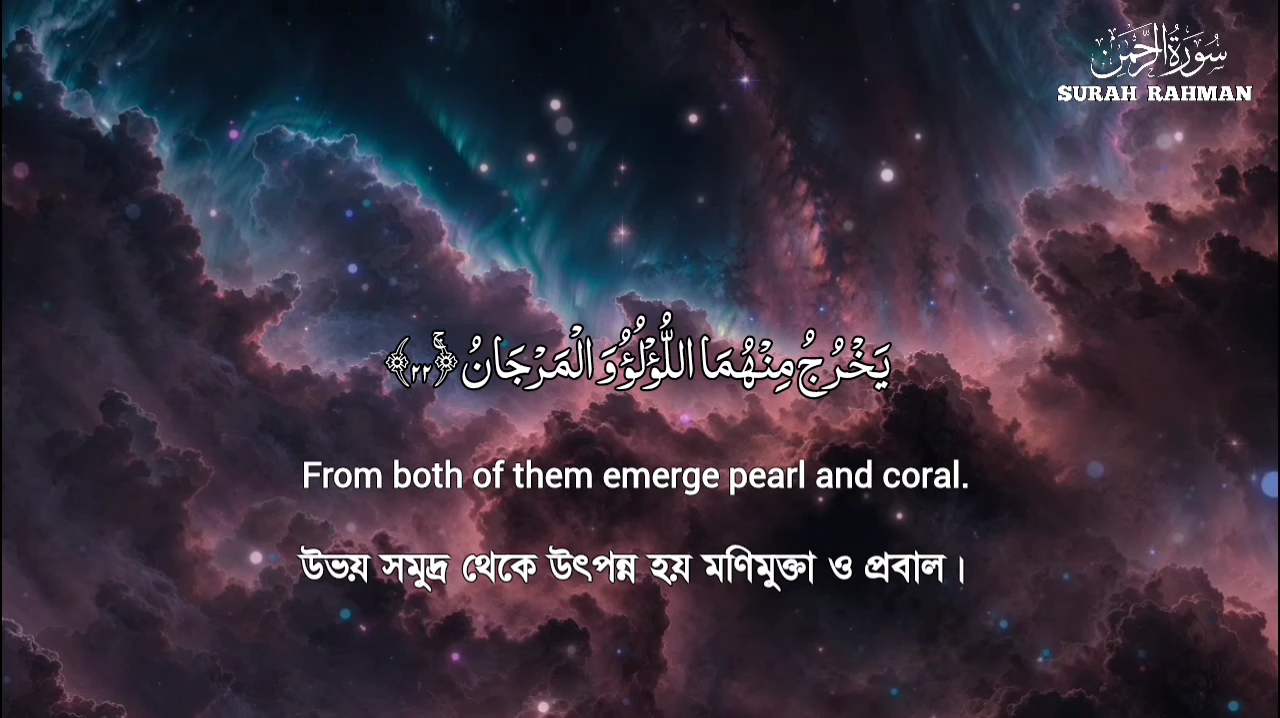 سُورَةُ الرَّحْمٰن
SURAH RAHMAN
يَخْرُجُ مِنْهُمَا اللُّؤْلُؤُ وَالْمَرْجَانُ ۚ ﴿٢٢﴾
From both of them emerge pearl and coral.
উভয় সমুদ্র থেকে উৎপন্ন হয় মণিমুক্তা ও প্রবাল।